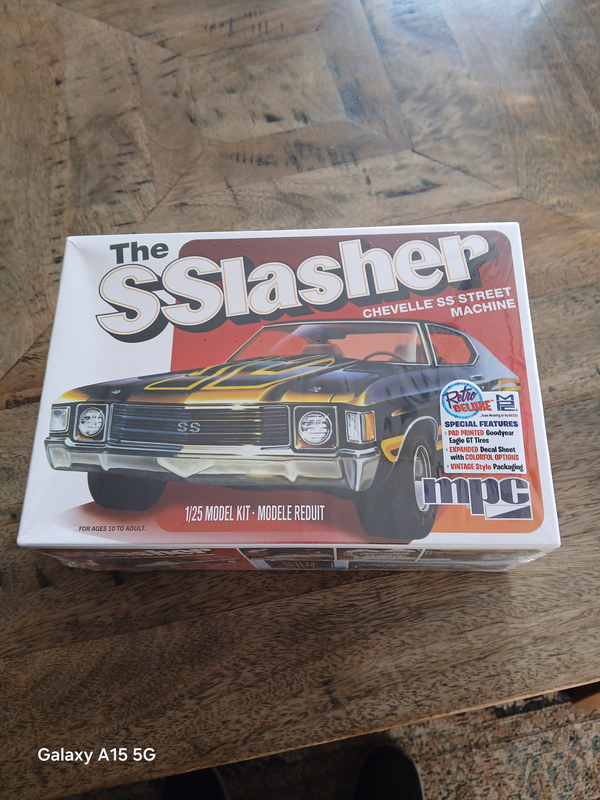 The
S'Slasher
CHEVELLE SS STREET
MACHINE
SS
Retro
DELUXE
MPC
SPECIAL FEATURES
• PAD PRINTED Goodyear
Eagle GT Tires
• EXPANDED Decal Sheet
with COLORFUL OPTIONS
• VINTAGE Style Packaging
mpc
1/25 MODEL KIT - MODELE REDUIT
FOR AGES 10 TO ADULT.
Galaxy A15 5G